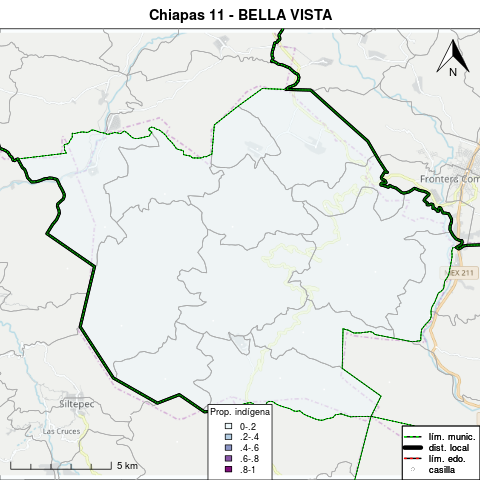 Chiapas 11 - BELLA VISTA
N
Frontera Com
MEX 211
Siltepec
Las Cruces
5 km
Prop. indígena
0-.2
.2-.4
.4-.6
.6-.8
.8-1
lím. munic.
dist. local
lím. edo.
casilla